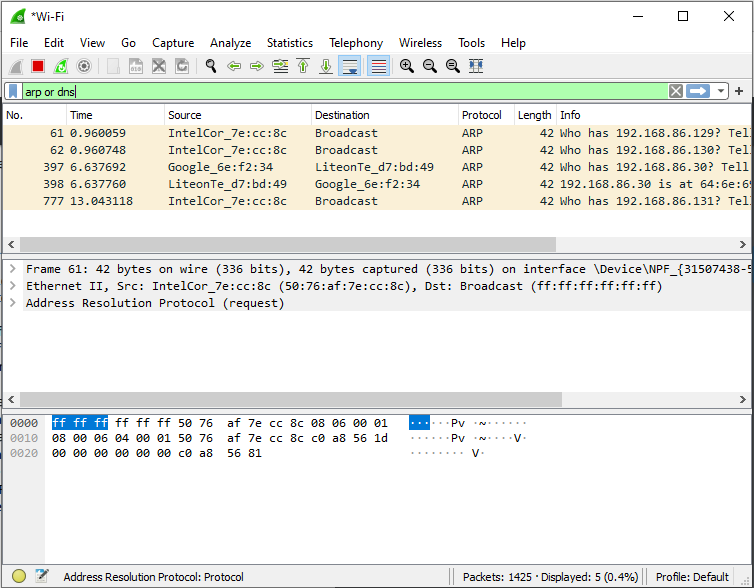 *Wi-Fi
File Edit View Go Capture Analyze Statistics Telephony Wireless Tools Help
arp or dns
No. Time Source Destination Protocol Length Info
61 0.960059 IntelCor_7e:cc:8c Broadcast ARP 42 Who has 192.168.86.129? Tell
62 0.960748 IntelCor_7e:cc:8c Broadcast ARP 42 Who has 192.168.86.130? Tell
397 6.637692 Google_6e:f2:34 LiteonTe_d7:bd:49 ARP 42 Who has 192.168.86.30? Tell
398 6.637760 LiteonTe_d7:bd:49 Google_6e:f2:34 ARP 42 192.168.86.30 is at 64:6e:69
777 13.043118 IntelCor_7e:cc:8c Broadcast ARP 42 Who has 192.168.86.131? Tell
Frame 61: 42 bytes on wire (336 bits), 42 bytes captured (336 bits) on interface \Device\NPF_{31507438-5
Ethernet II, Src: IntelCor_7e:cc:8c (50:76:af:7e:cc:8c), Dst: Broadcast (ff:ff:ff:ff:ff:ff)
Address Resolution Protocol (request)
0000 ff ff ff ff ff ff 50 76 af 7e cc 8c 08 06 00 01 ······Pv ·~······
0010 08 00 06 04 00 01 50 76 af 7e cc 8c c0 a8 56 1d ······Pv ·~····V·
0020 00 00 00 00 00 00 c0 a8 56 81 ········ V·
Address Resolution Protocol: Protocol Packets: 1425 · Displayed: 5 (0.4%) Profile: Default